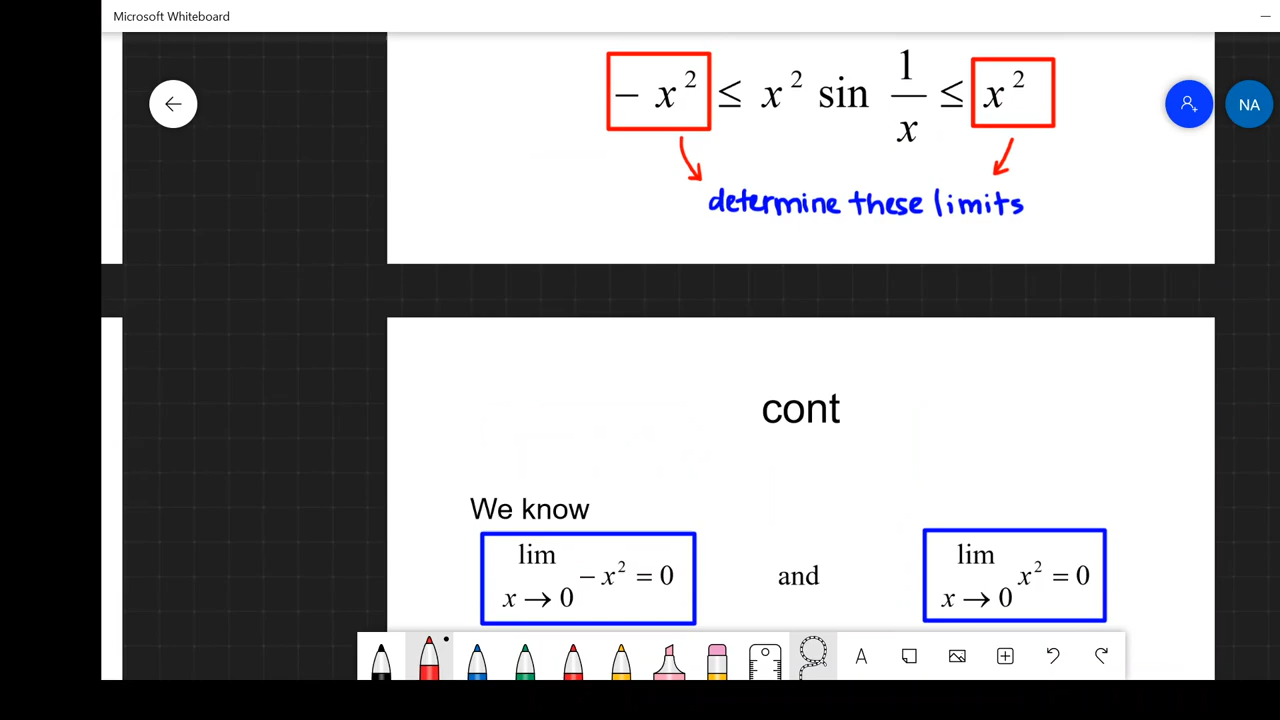 Microsoft Whiteboard
− x² ≤ x² sin 1/x ≤ x²
NA
determine these limits
cont
We know
lim x → 0 − x² = 0 and lim x → 0 x² = 0
A